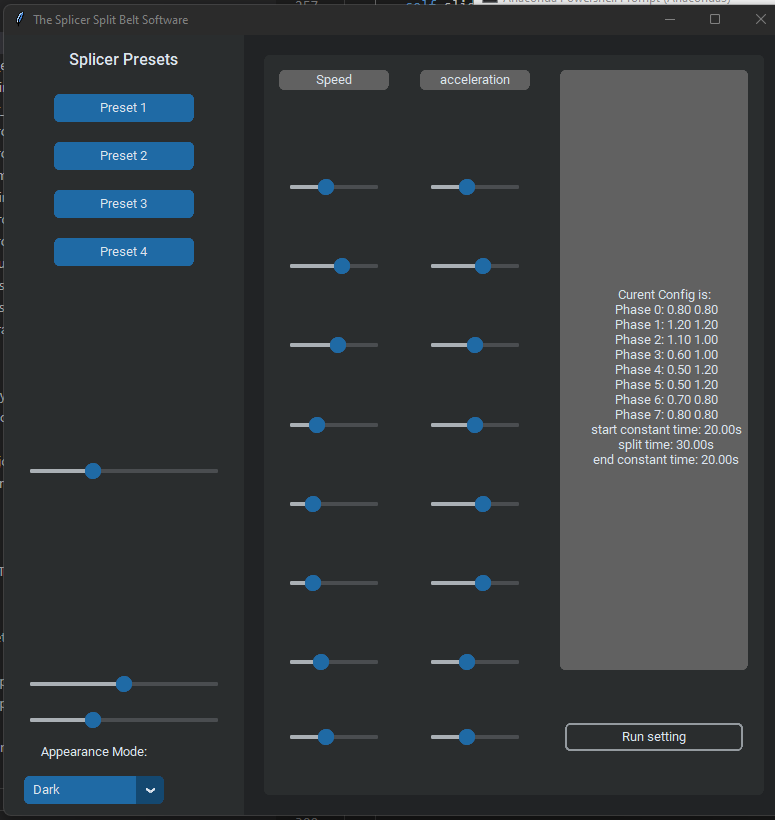 The Splicer Split Belt Software
Splicer Presets
Preset 1
Preset 2
Preset 3
Preset 4
Appearance Mode:
Dark
Speed
acceleration
Curent Config is:
Phase 0: 0.80 0.80
Phase 1: 1.20 1.20
Phase 2: 1.10 1.00
Phase 3: 0.60 1.00
Phase 4: 0.50 1.20
Phase 5: 0.50 1.20
Phase 6: 0.70 0.80
Phase 7: 0.80 0.80
start constant time: 20.00s
split time: 30.00s
end constant time: 20.00s
Run setting